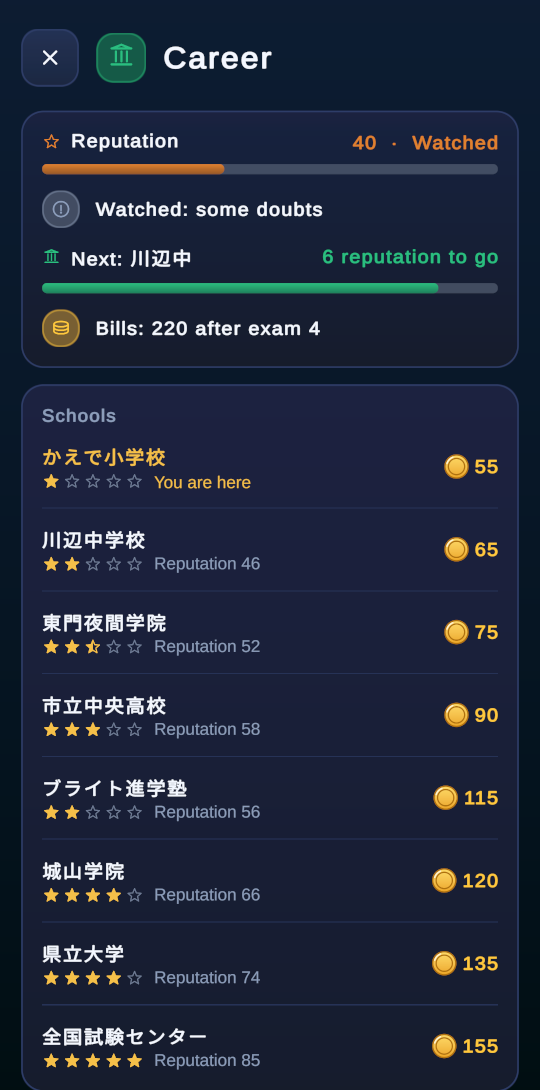 Career
Reputation
40 · Watched
Watched: some doubts
Next: 川辺中
6 reputation to go
Bills: 220 after exam 4
Schools
かえで小学校
55
You are here
川辺中学校
65
Reputation 46
東門夜間学院
75
Reputation 52
市立中央高校
90
Reputation 58
ブライト進学塾
115
Reputation 56
城山学院
120
Reputation 66
県立大学
135
Reputation 74
全国試験センター
155
Reputation 85